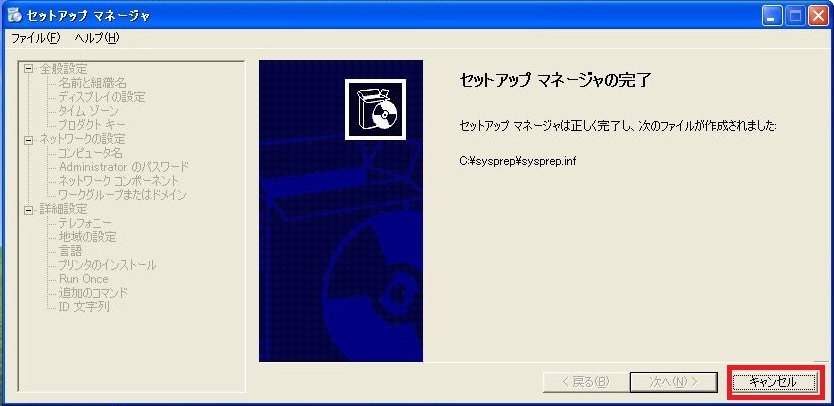 セットアップ マネージャ
ファイル(F) ヘルプ(H)
全般設定
名前と組織名
ディスプレイの設定
タイム ゾーン
プロダクト キー
ネットワークの設定
コンピュータ名
Administrator のパスワード
ネットワーク コンポーネント
ワークグループまたはドメイン
詳細設定
テレフォニー
地域の設定
言語
プリンタのインストール
Run Once
追加のコマンド
ID 文字列
セットアップ マネージャの完了
セットアップ マネージャは正しく完了し、次のファイルが作成されました:
C:¥sysprep¥sysprep.inf
< 戻る(B) 次へ(N) > キャンセル